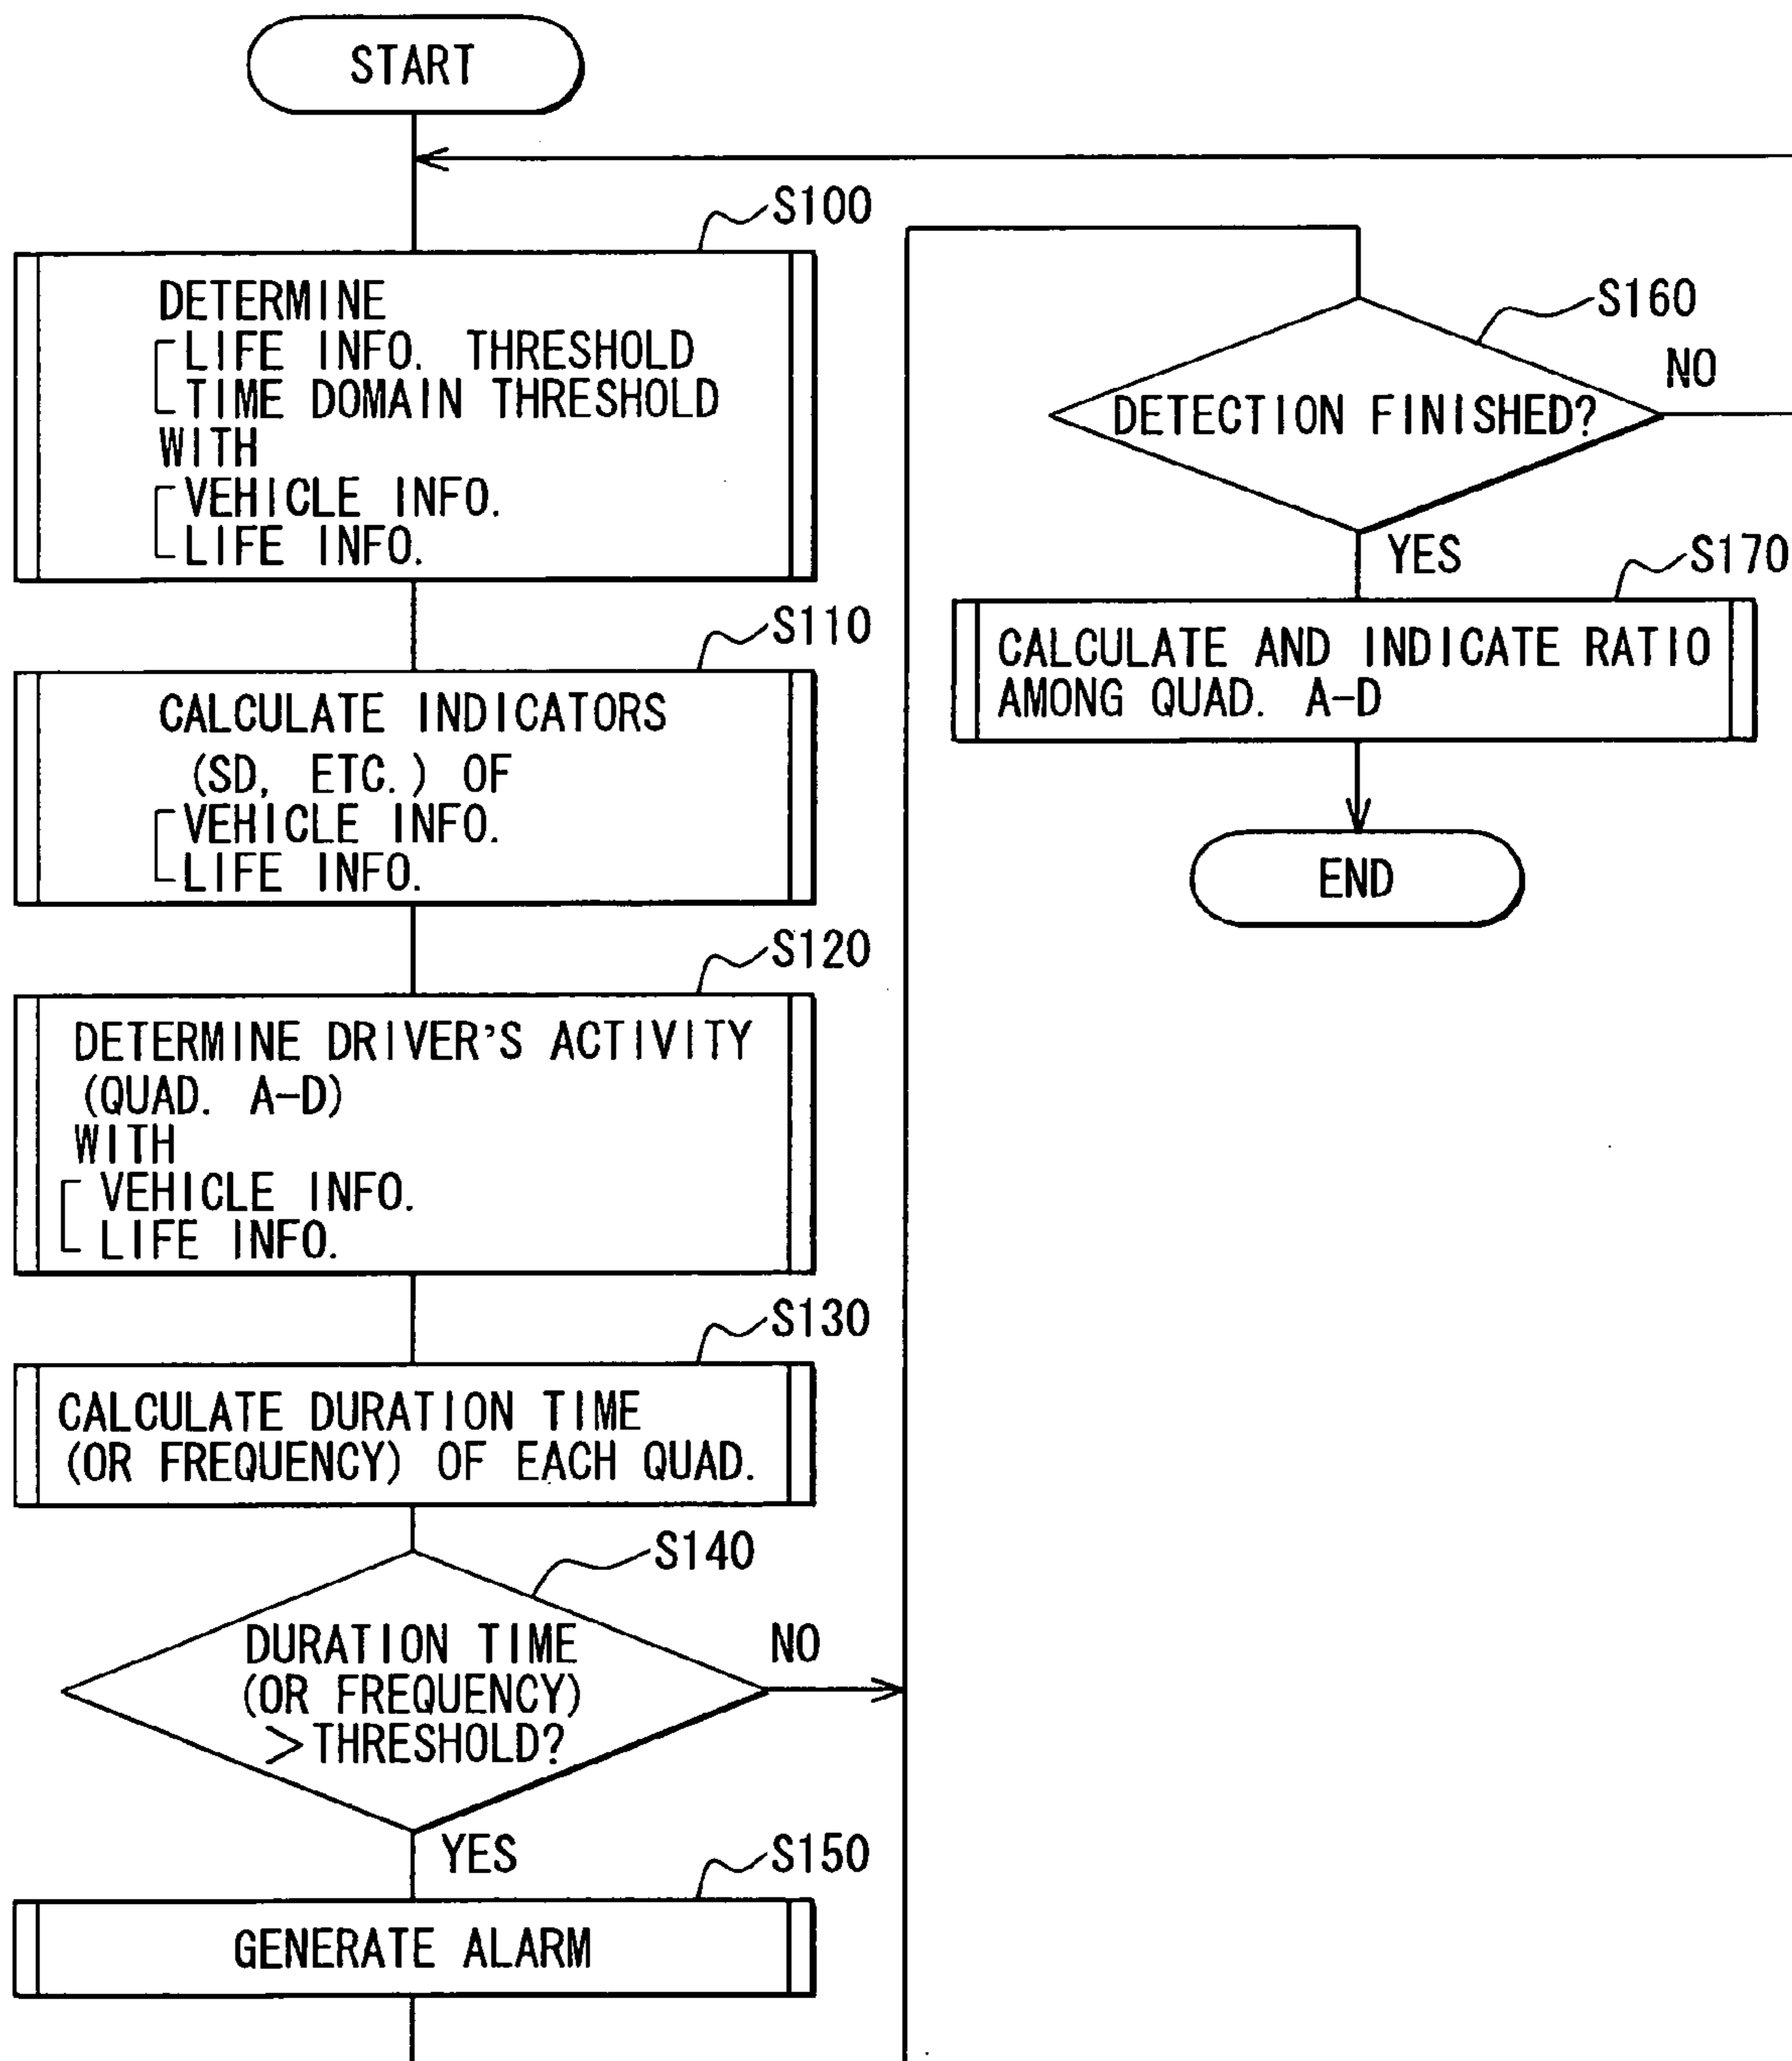 START
S100
DETERMINE
LIFE INFO. THRESHOLD
TIME DOMAIN THRESHOLD
WITH
VEHICLE INFO.
LIFE INFO.
S110
CALCULATE INDICATORS
(SD, ETC.) OF
VEHICLE INFO.
LIFE INFO.
S120
DETERMINE DRIVER'S ACTIVITY
(QUAD. A-D)
WITH
VEHICLE INFO.
LIFE INFO.
S130
CALCULATE DURATION TIME
(OR FREQUENCY) OF EACH QUAD.
S140
DURATION TIME
(OR FREQUENCY)
>THRESHOLD?
NO
YES
S150
GENERATE ALARM
S160
DETECTION FINISHED?
NO
YES
S170
CALCULATE AND INDICATE RATIO
AMONG QUAD. A-D
END